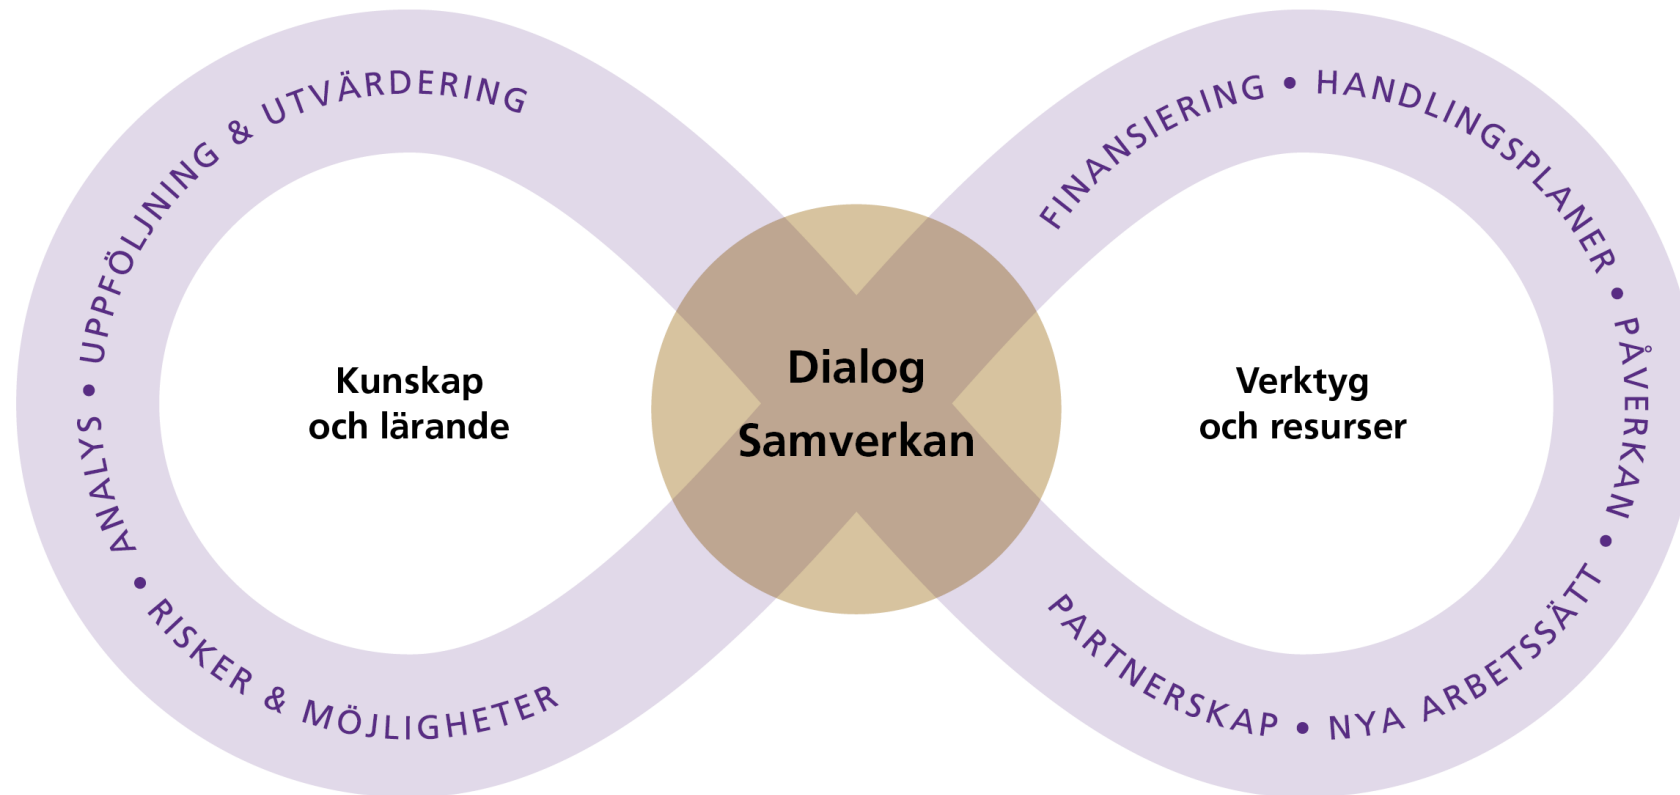 UPPFÖLJNING & UTVÄRDERING
ANALYS •
• RISKER & MÖJLIGHETER
Kunskap
och lärande
Dialog
Samverkan
FINANSIERING • HANDLINGSPLANER • PÅVERKAN •
PARTNERSKAP • NYA ARBETSSÄTT
Verktyg
och resurser